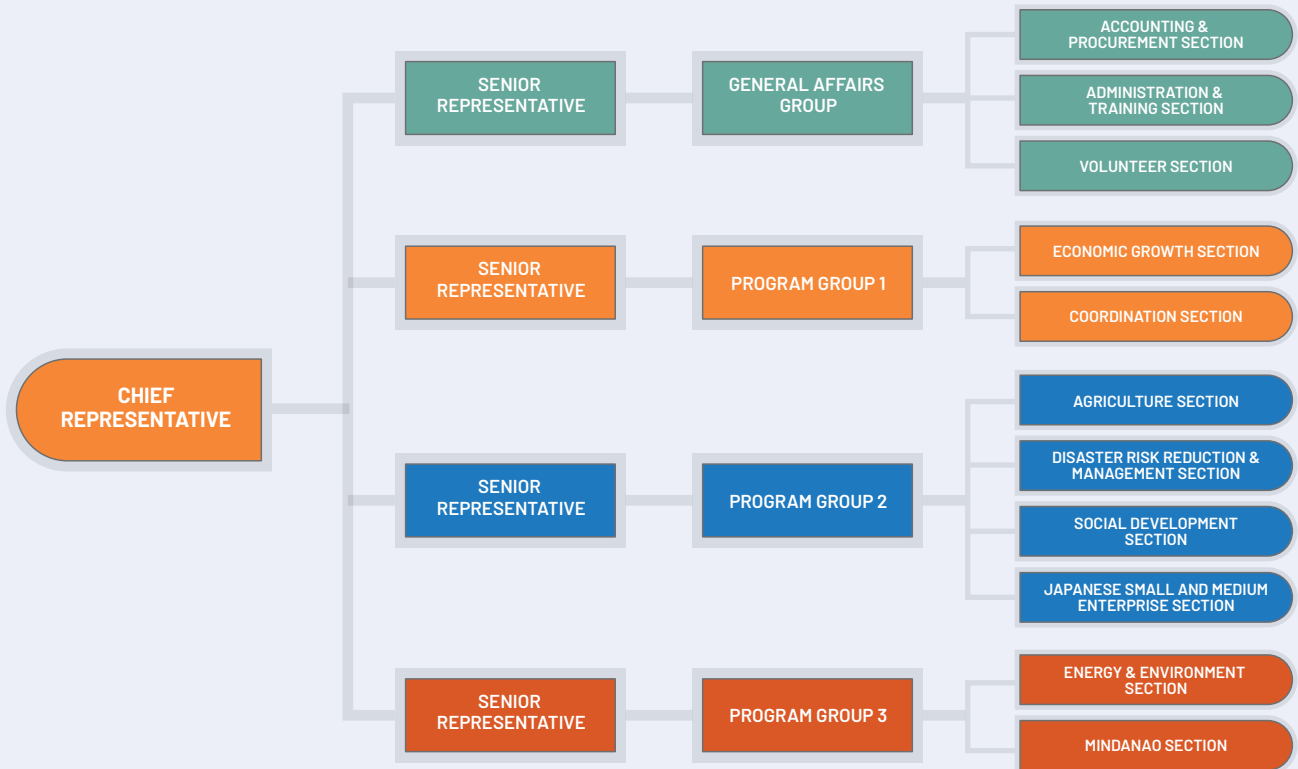 CHIEF
REPRESENTATIVE
SENIOR
REPRESENTATIVE
GENERAL AFFAIRS
GROUP
ACCOUNTING &
PROCUREMENT SECTION
ADMINISTRATION &
TRAINING SECTION
VOLUNTEER SECTION
SENIOR
REPRESENTATIVE
PROGRAM GROUP 1
ECONOMIC GROWTH SECTION
COORDINATION SECTION
SENIOR
REPRESENTATIVE
PROGRAM GROUP 2
AGRICULTURE SECTION
DISASTER RISK REDUCTION &
MANAGEMENT SECTION
SOCIAL DEVELOPMENT
SECTION
JAPANESE SMALL AND MEDIUM
ENTERPRISE SECTION
SENIOR
REPRESENTATIVE
PROGRAM GROUP 3
ENERGY & ENVIRONMENT
SECTION
MINDANAO SECTION